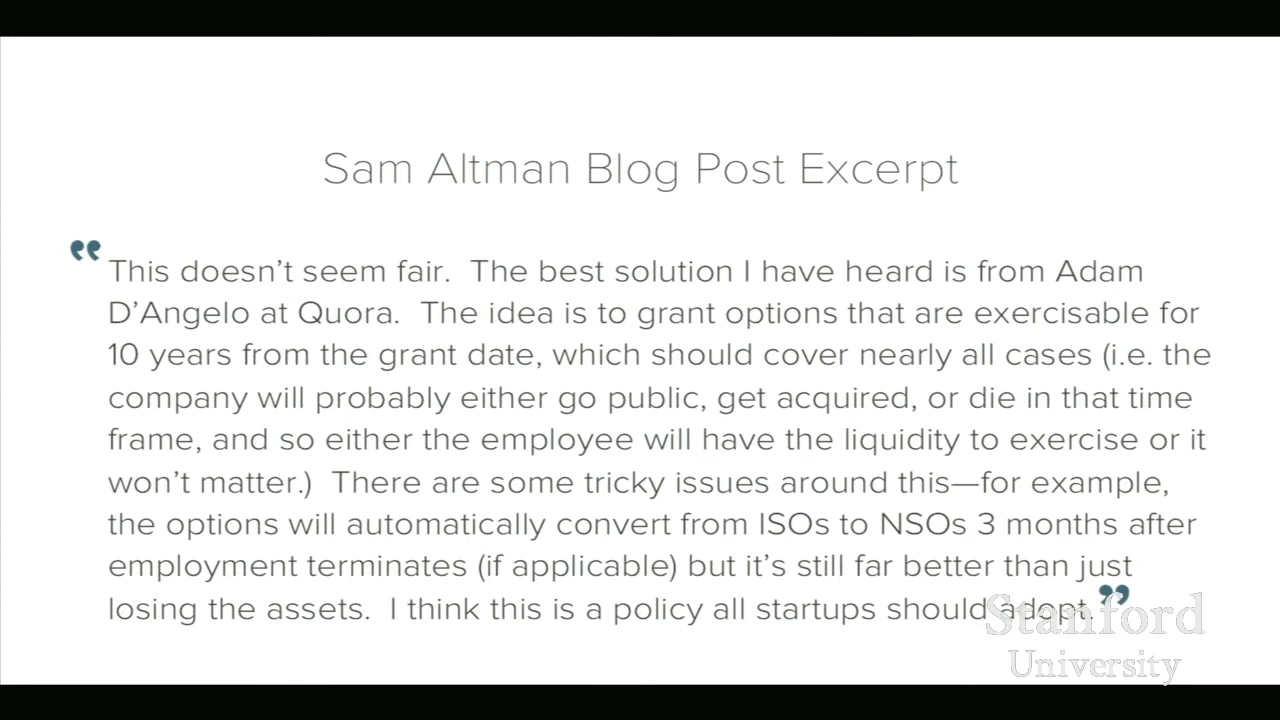 Sam Altman Blog Post Excerpt
“This doesn’t seem fair.  The best solution I have heard is from Adam
D’Angelo at Quora.  The idea is to grant options that are exercisable for
10 years from the grant date, which should cover nearly all cases (i.e. the
company will probably either go public, get acquired, or die in that time
frame, and so either the employee will have the liquidity to exercise or it
won’t matter.)  There are some tricky issues around this—for example,
the options will automatically convert from ISOs to NSOs 3 months after
employment terminates (if applicable) but it’s still far better than just
losing the assets.  I think this is a policy all startups should adopt.”
Stanford
University